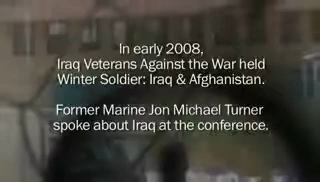 In early 2008,
Iraq Veterans Against the War held
Winter Soldier: Iraq & Afghanistan.
Former Marine Jon Michael Turner
spoke about Iraq at the conference.